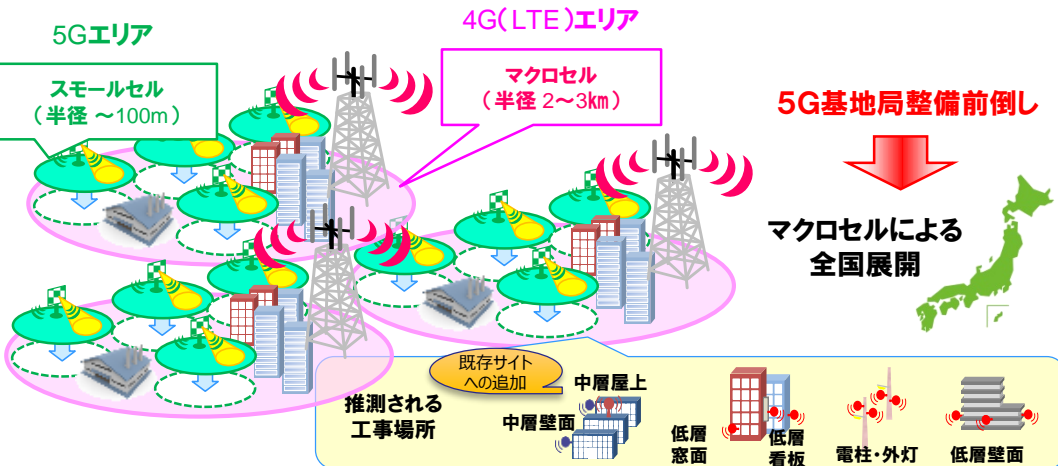 5Gエリア
4G(LTE)エリア
スモールセル
(半径 ~100m)
マクロセル
(半径 2~3km)
5G基地局整備前倒し
マクロセルによる
全国展開
既存サイト
への追加
推測される
工事場所
中層屋上
中層壁面
低層
窓面
低層
看板
電柱・外灯
低層壁面